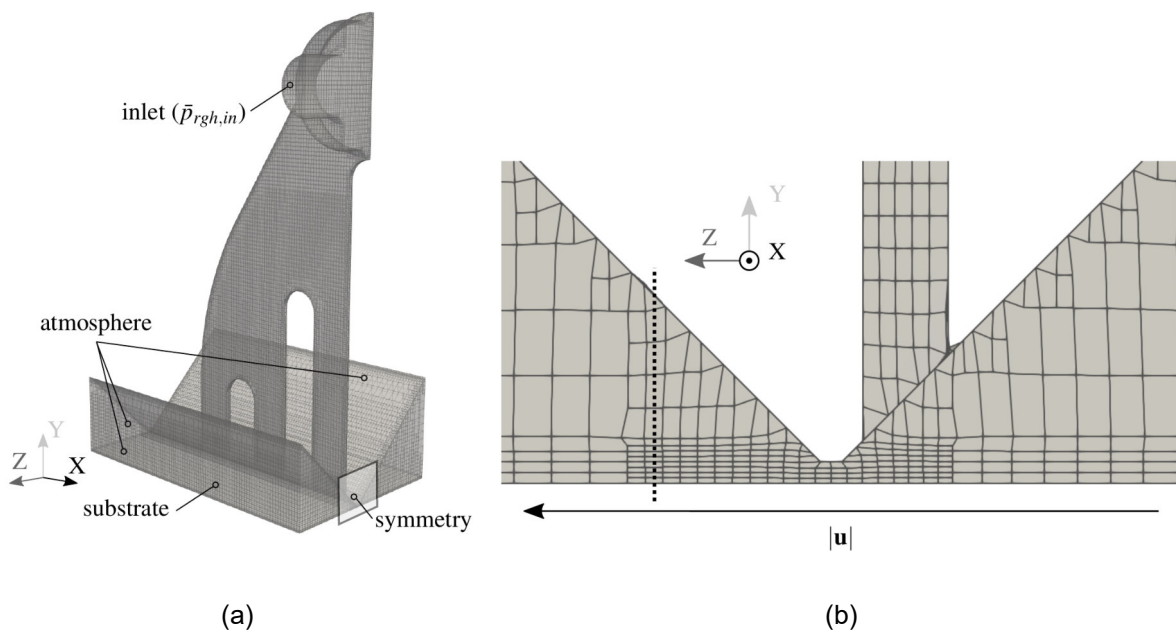 inlet (p̄_{rgh,in})
atmosphere
Y
Z
X
substrate
symmetry
Y
Z
X
|u|
(a)
(b)